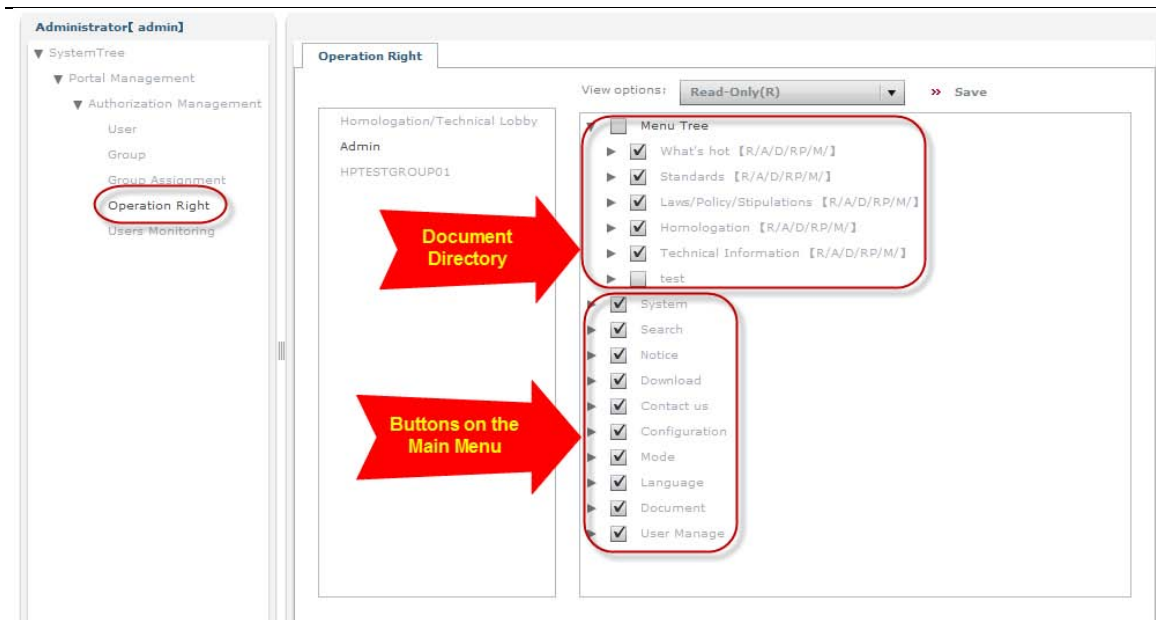 Administrator[ admin]
SystemTree
Portal Management
Authorization Management
User
Group
Group Assignment
Operation Right
Users Monitoring
Operation Right
View options:
Read-Only(R)
» Save
Homologation/Technical Lobby
Admin
HPTESTGROUP01
Menu Tree
What's hot【R/A/D/RP/M/】
Standards【R/A/D/RP/M/】
Laws/Policy/Stipulations【R/A/D/RP/M/】
Homologation【R/A/D/RP/M/】
Technical Information【R/A/D/RP/M/】
test
System
Search
Notice
Download
Contact us
Configuration
Mode
Language
Document
User Manage
Document
Directory
Buttons on the
Main Menu